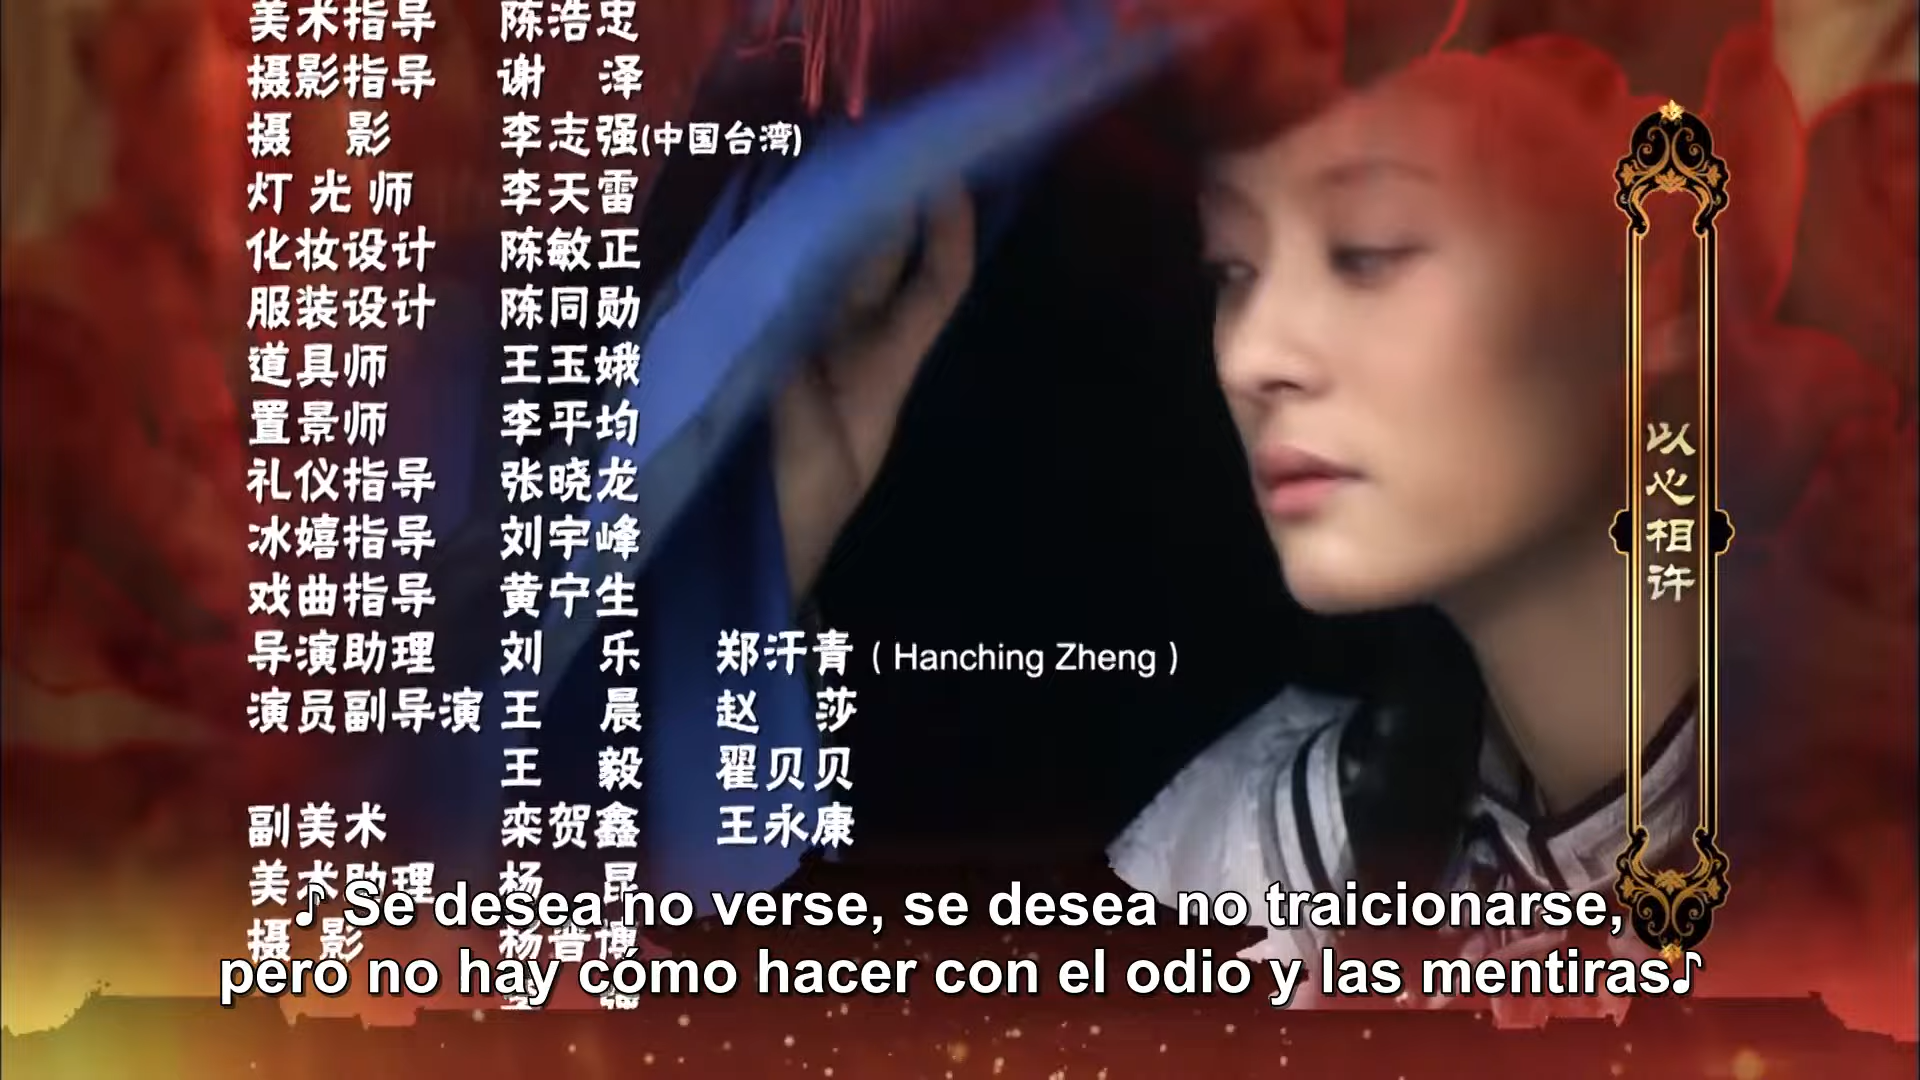 美术指导 陈浩忠
摄影指导 谢泽
摄影 李志强(中国台湾)
灯光师 李天雷
化妆设计 陈敏正
服装设计 陈同勋
道具师 王玉娥
置景师 李平均
礼仪指导 张晓龙
冰嬉指导 刘宇峰
戏曲指导 黄宁生
导演助理 刘乐 郑汗青 ( Hanching Zheng )
演员副导演 王晨 赵莎
王毅 翟贝贝
副美术 栾贺鑫 王永康
美术助理 杨昆
摄影 杨晋博
以心相许
♪ Se desea no verse, se desea no traicionarse,
pero no hay cómo hacer con el odio y las mentiras♪